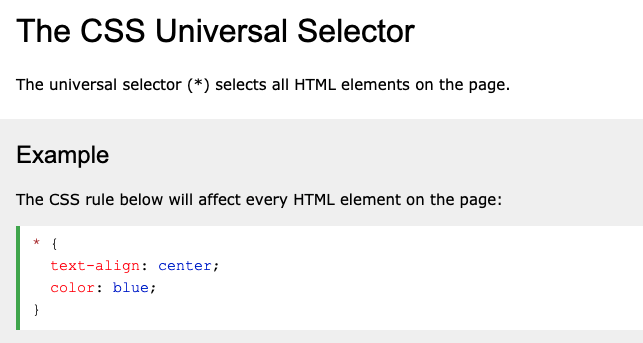 The CSS Universal Selector
The universal selector (*) selects all HTML elements on the page.
Example
The CSS rule below will affect every HTML element on the page:
* {
  text-align: center;
  color: blue;
}